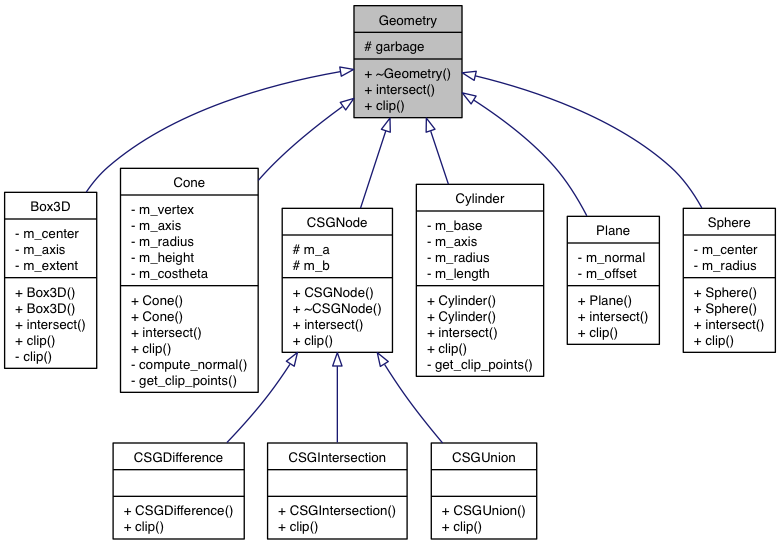 Geometry
# garbage
+ ~Geometry()
+ intersect()
+ clip()
Box3D
- m_center
- m_axis
- m_extent
+ Box3D()
+ Box3D()
+ intersect()
+ clip()
- clip()
Cone
- m_vertex
- m_axis
- m_radius
- m_height
- m_costheta
+ Cone()
+ Cone()
+ intersect()
+ clip()
- compute_normal()
- get_clip_points()
CSGNode
# m_a
# m_b
+ CSGNode()
+ ~CSGNode()
+ intersect()
+ clip()
Cylinder
- m_base
- m_axis
- m_radius
- m_length
+ Cylinder()
+ Cylinder()
+ intersect()
+ clip()
- get_clip_points()
Plane
- m_normal
- m_offset
+ Plane()
+ intersect()
+ clip()
Sphere
- m_center
- m_radius
+ Sphere()
+ Sphere()
+ intersect()
+ clip()
CSGDifference
+ CSGDifference()
+ clip()
CSGIntersection
+ CSGIntersection()
+ clip()
CSGUnion
+ CSGUnion()
+ clip()